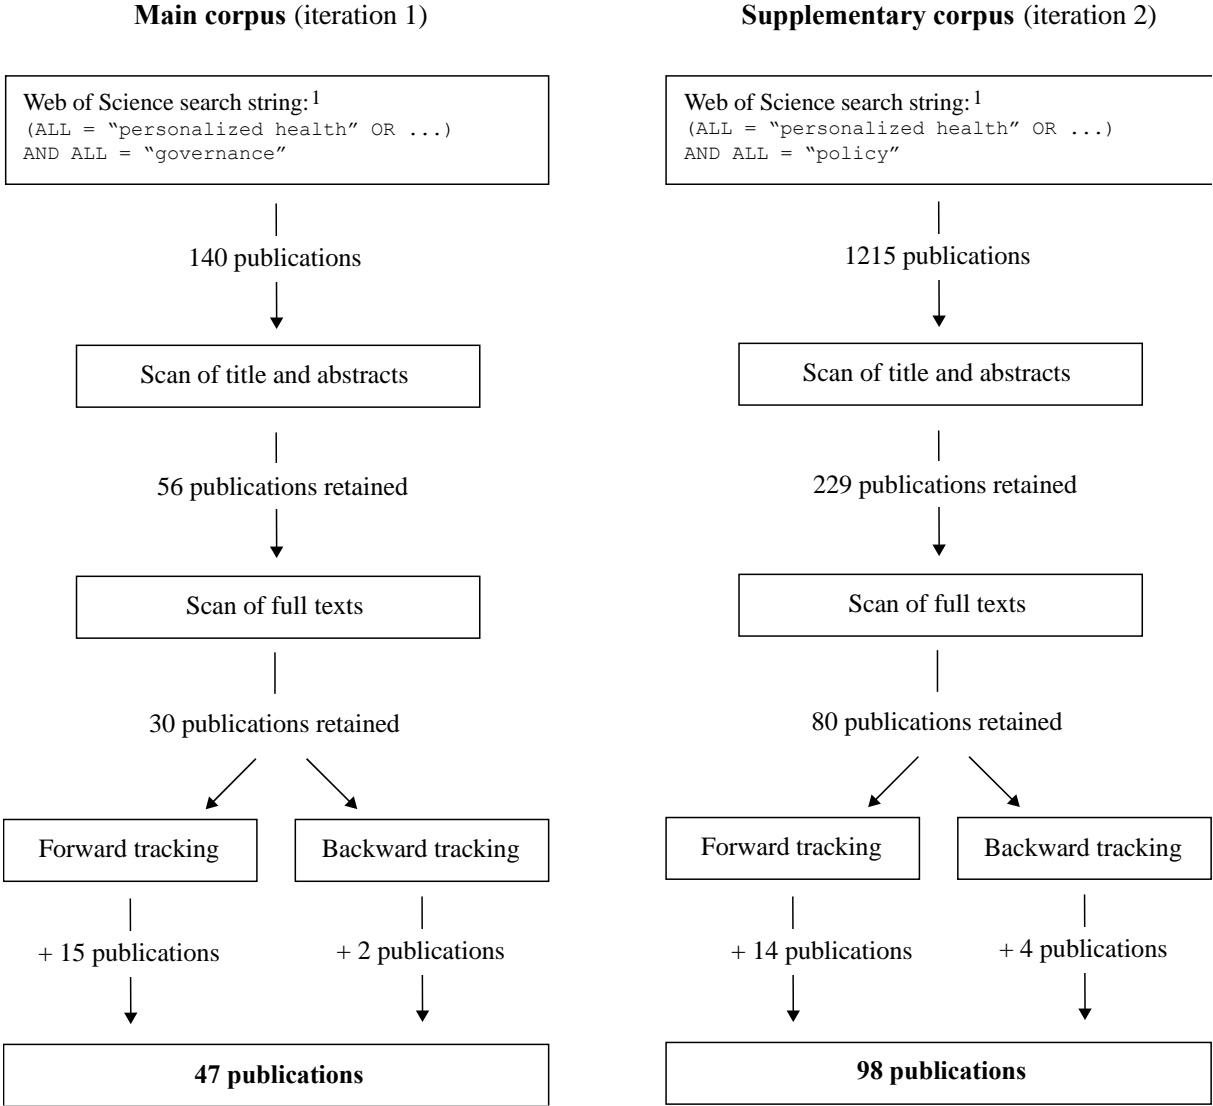 Main corpus (iteration 1)
Web of Science search string:1
(ALL = “personalized health” OR ...)
AND ALL = “governance”
140 publications
Scan of title and abstracts
56 publications retained
Scan of full texts
30 publications retained
Forward tracking
Backward tracking
+ 15 publications
+ 2 publications
47 publications
Supplementary corpus (iteration 2)
Web of Science search string:1
(ALL = “personalized health” OR ...)
AND ALL = “policy”
1215 publications
Scan of title and abstracts
229 publications retained
Scan of full texts
80 publications retained
Forward tracking
Backward tracking
+ 14 publications
+ 4 publications
98 publications